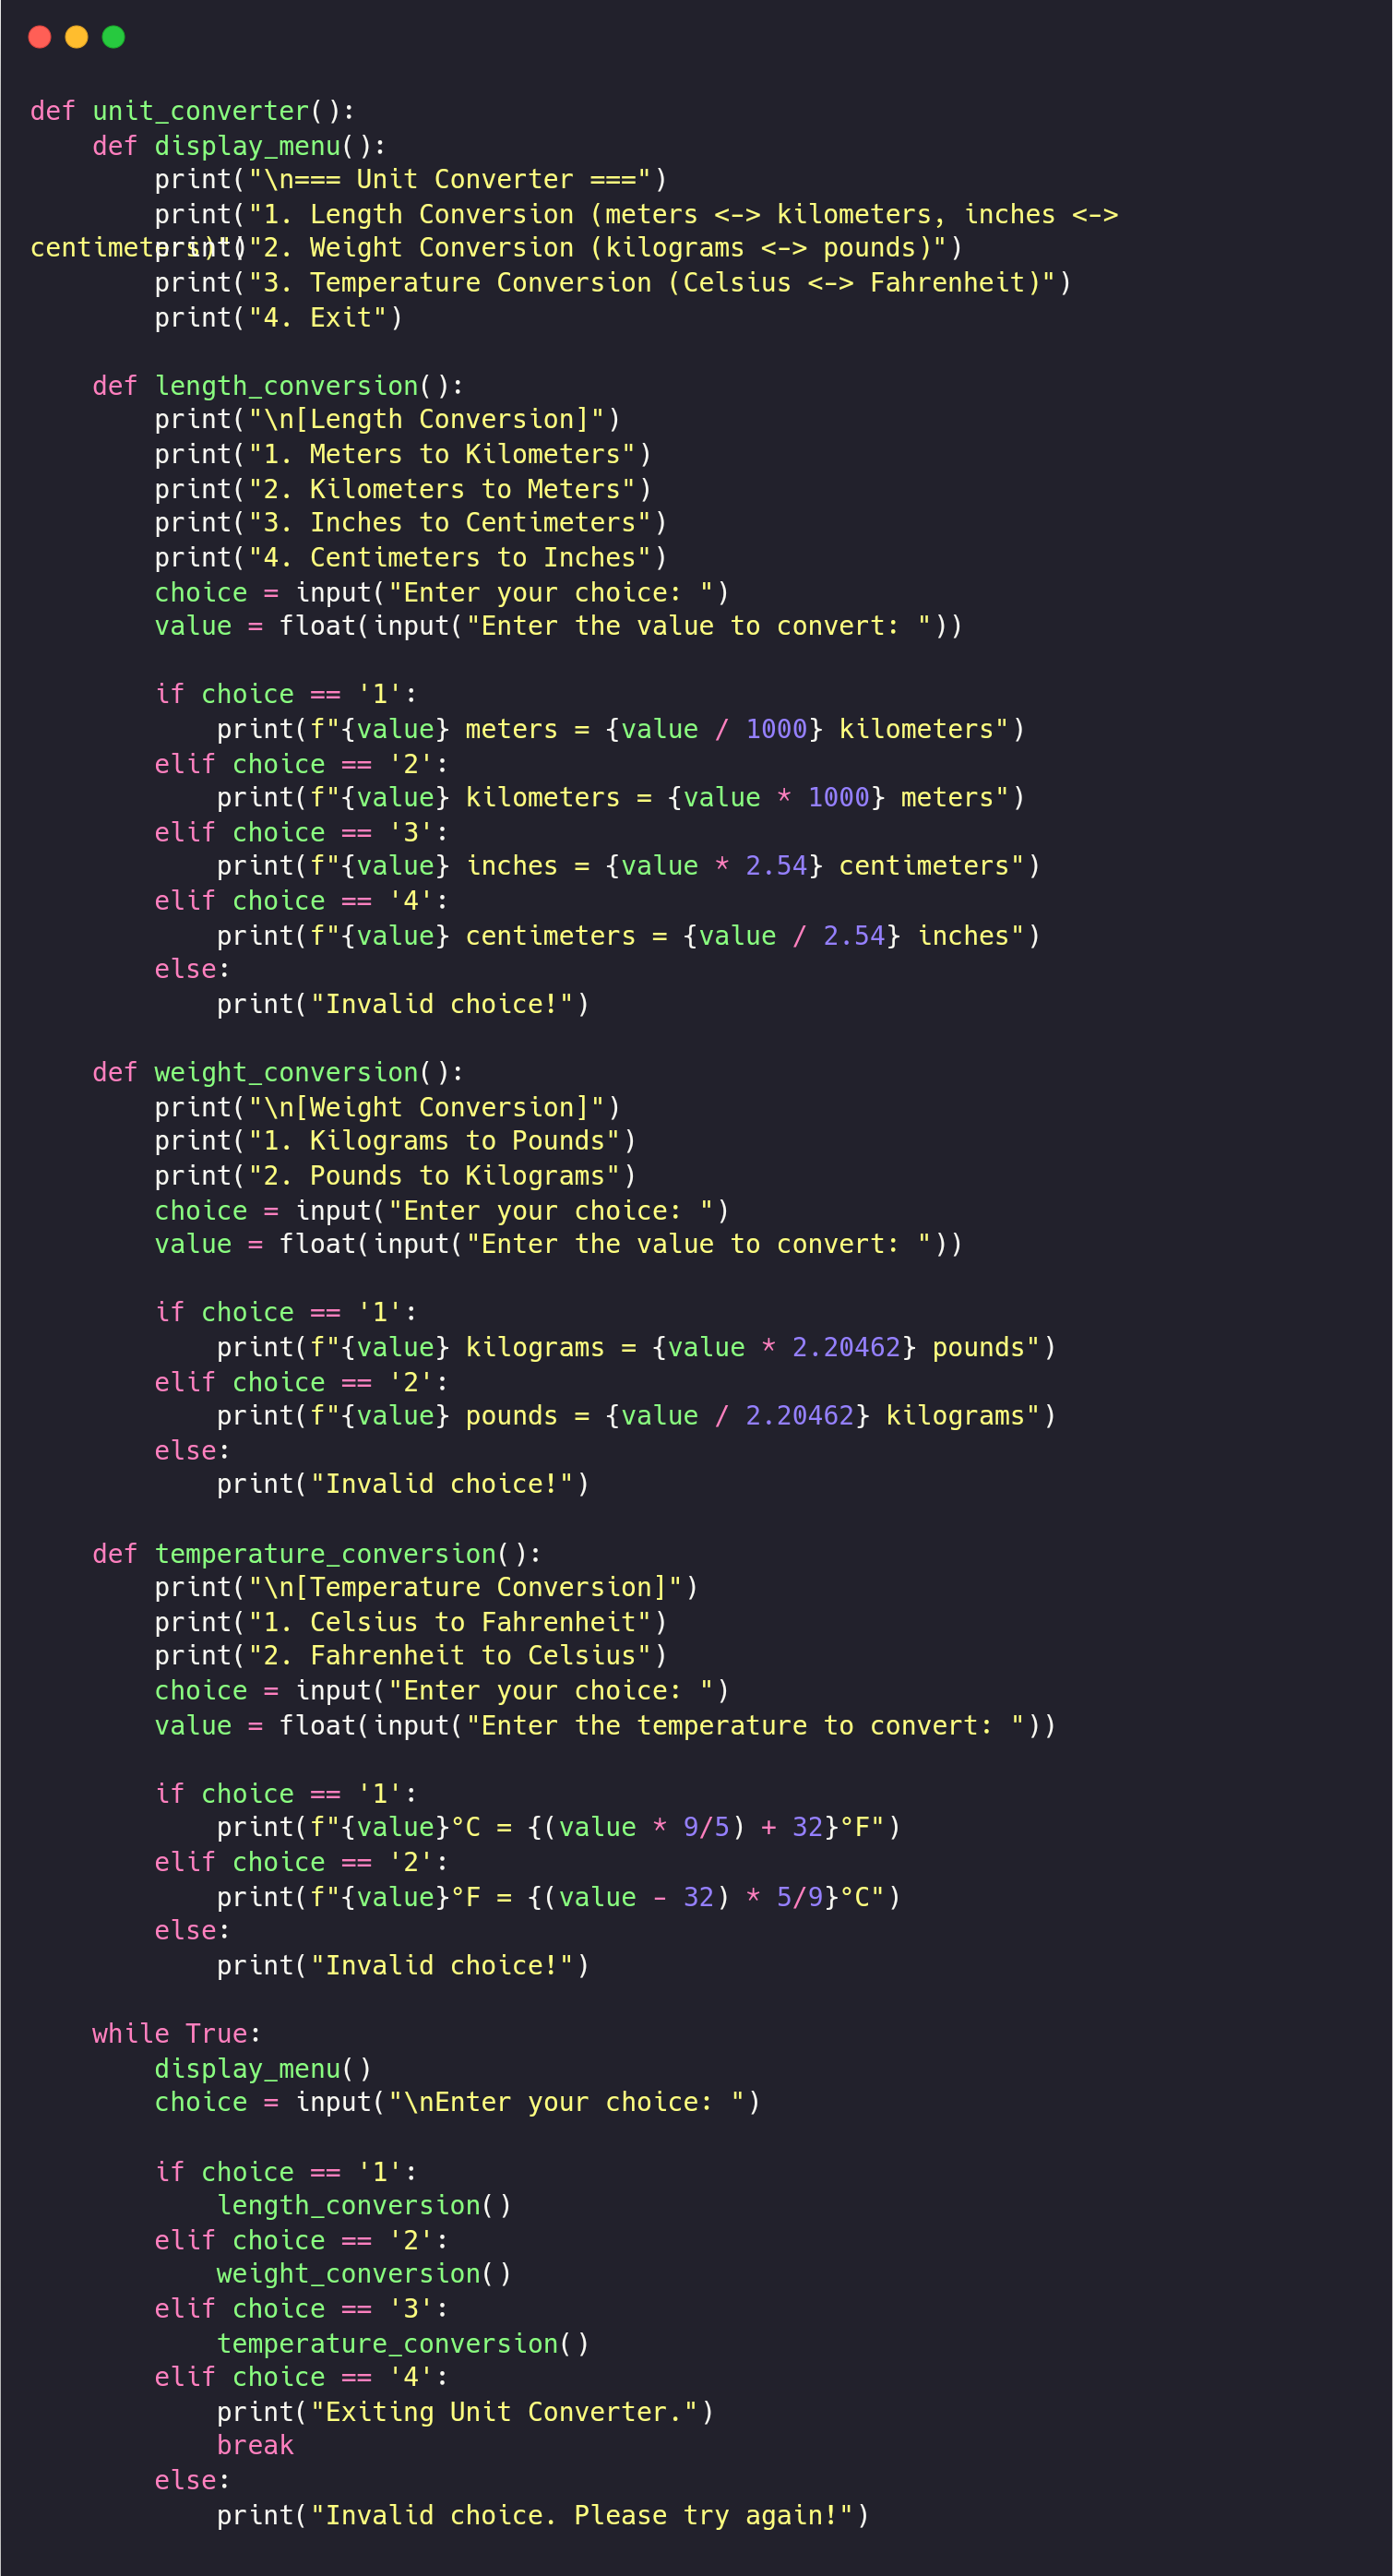 def unit_converter():
    def display_menu():
        print("\n=== Unit Converter ===")
        print("1. Length Conversion (meters <-> kilometers, inches <->
centimeters)")
        print("2. Weight Conversion (kilograms <-> pounds)")
        print("3. Temperature Conversion (Celsius <-> Fahrenheit)")
        print("4. Exit")

    def length_conversion():
        print("\n[Length Conversion]")
        print("1. Meters to Kilometers")
        print("2. Kilometers to Meters")
        print("3. Inches to Centimeters")
        print("4. Centimeters to Inches")
        choice = input("Enter your choice: ")
        value = float(input("Enter the value to convert: "))

        if choice == '1':
            print(f"{value} meters = {value / 1000} kilometers")
        elif choice == '2':
            print(f"{value} kilometers = {value * 1000} meters")
        elif choice == '3':
            print(f"{value} inches = {value * 2.54} centimeters")
        elif choice == '4':
            print(f"{value} centimeters = {value / 2.54} inches")
        else:
            print("Invalid choice!")

    def weight_conversion():
        print("\n[Weight Conversion]")
        print("1. Kilograms to Pounds")
        print("2. Pounds to Kilograms")
        choice = input("Enter your choice: ")
        value = float(input("Enter the value to convert: "))

        if choice == '1':
            print(f"{value} kilograms = {value * 2.20462} pounds")
        elif choice == '2':
            print(f"{value} pounds = {value / 2.20462} kilograms")
        else:
            print("Invalid choice!")

    def temperature_conversion():
        print("\n[Temperature Conversion]")
        print("1. Celsius to Fahrenheit")
        print("2. Fahrenheit to Celsius")
        choice = input("Enter your choice: ")
        value = float(input("Enter the temperature to convert: "))

        if choice == '1':
            print(f"{value}°C = {(value * 9/5) + 32}°F")
        elif choice == '2':
            print(f"{value}°F = {(value - 32) * 5/9}°C")
        else:
            print("Invalid choice!")

    while True:
        display_menu()
        choice = input("\nEnter your choice: ")

        if choice == '1':
            length_conversion()
        elif choice == '2':
            weight_conversion()
        elif choice == '3':
            temperature_conversion()
        elif choice == '4':
            print("Exiting Unit Converter.")
            break
        else:
            print("Invalid choice. Please try again!")